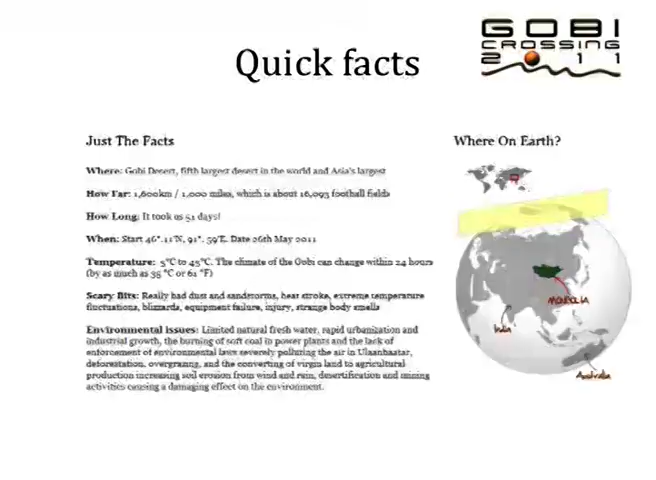 GOBI
CROSSING
2011
Quick facts
Just The Facts
Where: Gobi Desert, fifth largest desert in the world and Asia's largest
How Far: 1,600km / 1,000 miles, which is about 16,093 football fields
How Long: It took us 51 days!
When: Start 46°.11'N, 91°. 59'E. Date 26th May 2011
Temperature: 5°C to 45°C. The climate of the Gobi can change within 24 hours
(by as much as 35 °C or 61 °F)
Scary Bits: Really bad dust and sandstorms, heat stroke, extreme temperature
fluctuations, blizzards, equipment failure, injury, strange body smells
Environmental issues: Limited natural fresh water, rapid urbanization and
industrial growth, the burning of soft coal in power plants and the lack of
enforcement of environmental laws severely polluting the air in Ulaanbaatar,
deforestation, overgrazing, and the converting of virgin land to agricultural
production increasing soil erosion from wind and rain, desertification and mining
activities causing a damaging effect on the environment.
Where On Earth?
MONGOLIA
India
Australia